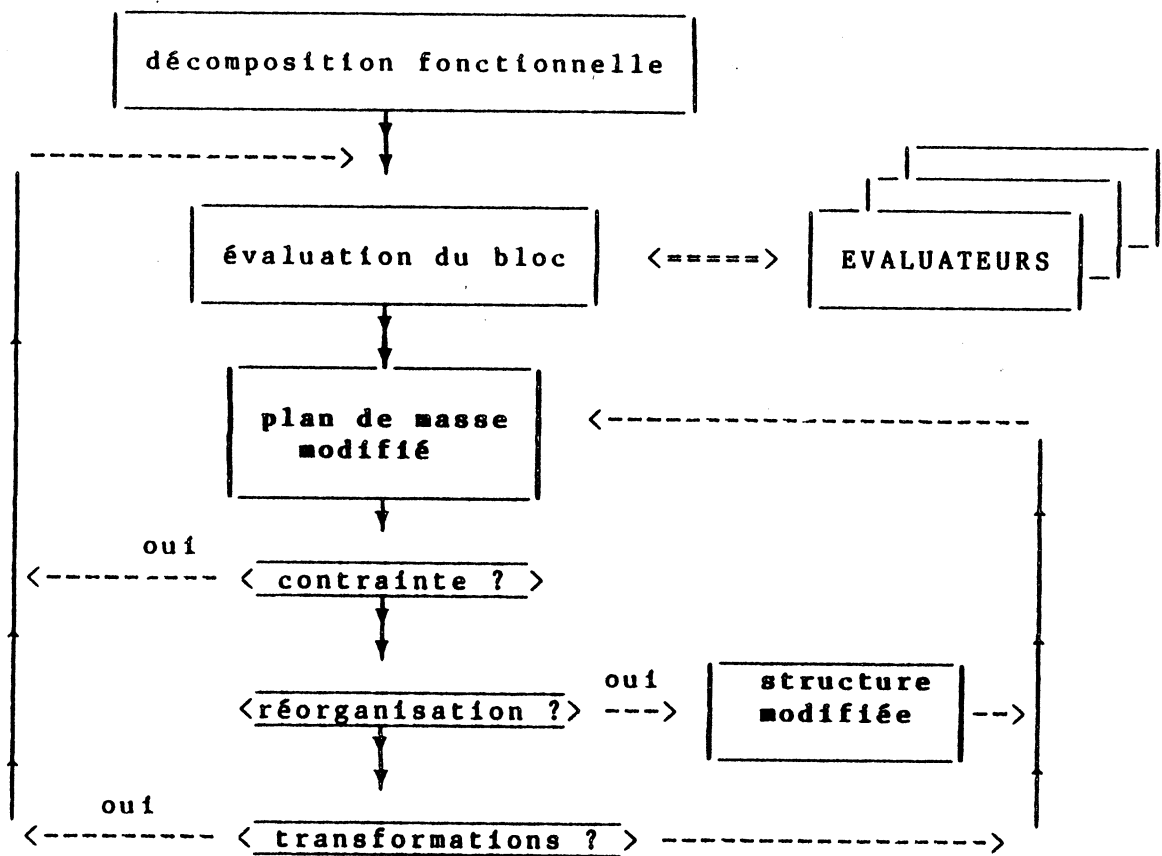 décomposition fonctionnelle
évaluation du bloc
EVALUATEURS
plan de masse
modifié
oui
contrainte ?
réorganisation ?
oui
structure
modifiée
oui
transformations ?